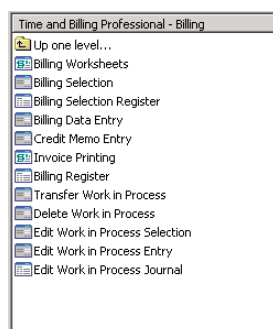 Time and Billing Professional - Billing
Up one level...
Billing Worksheets
Billing Selection
Billing Selection Register
Billing Data Entry
Credit Memo Entry
Invoice Printing
Billing Register
Transfer Work in Process
Delete Work in Process
Edit Work in Process Selection
Edit Work in Process Entry
Edit Work in Process Journal